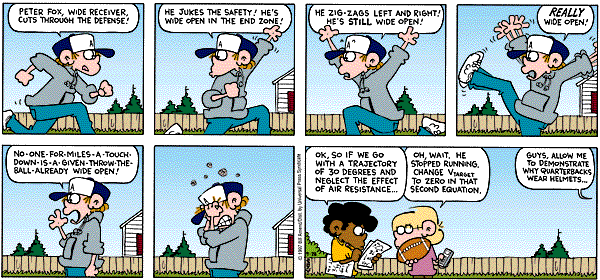 PETER FOX, WIDE RECEIVER,
CUTS THROUGH THE DEFENSE!
HE JUKES THE SAFETY! HE'S
WIDE OPEN IN THE END ZONE!
HE ZIG-ZAGS LEFT AND RIGHT!
HE'S STILL WIDE OPEN!
REALLY
WIDE OPEN!
NO-ONE-FOR-MILES-A-TOUCH-
DOWN-IS-A-GIVEN-THROW-THE-
BALL-ALREADY WIDE OPEN!
OK, SO IF WE GO
WITH A TRAJECTORY
OF 30 DEGREES AND
NEGLECT THE EFFECT
OF AIR RESISTANCE...
OH, WAIT. HE
STOPPED RUNNING.
CHANGE VTARGET
TO ZERO IN THAT
SECOND EQUATION.
GUYS, ALLOW ME
TO DEMONSTRATE
WHY QUARTERBACKS
WEAR HELMETS...